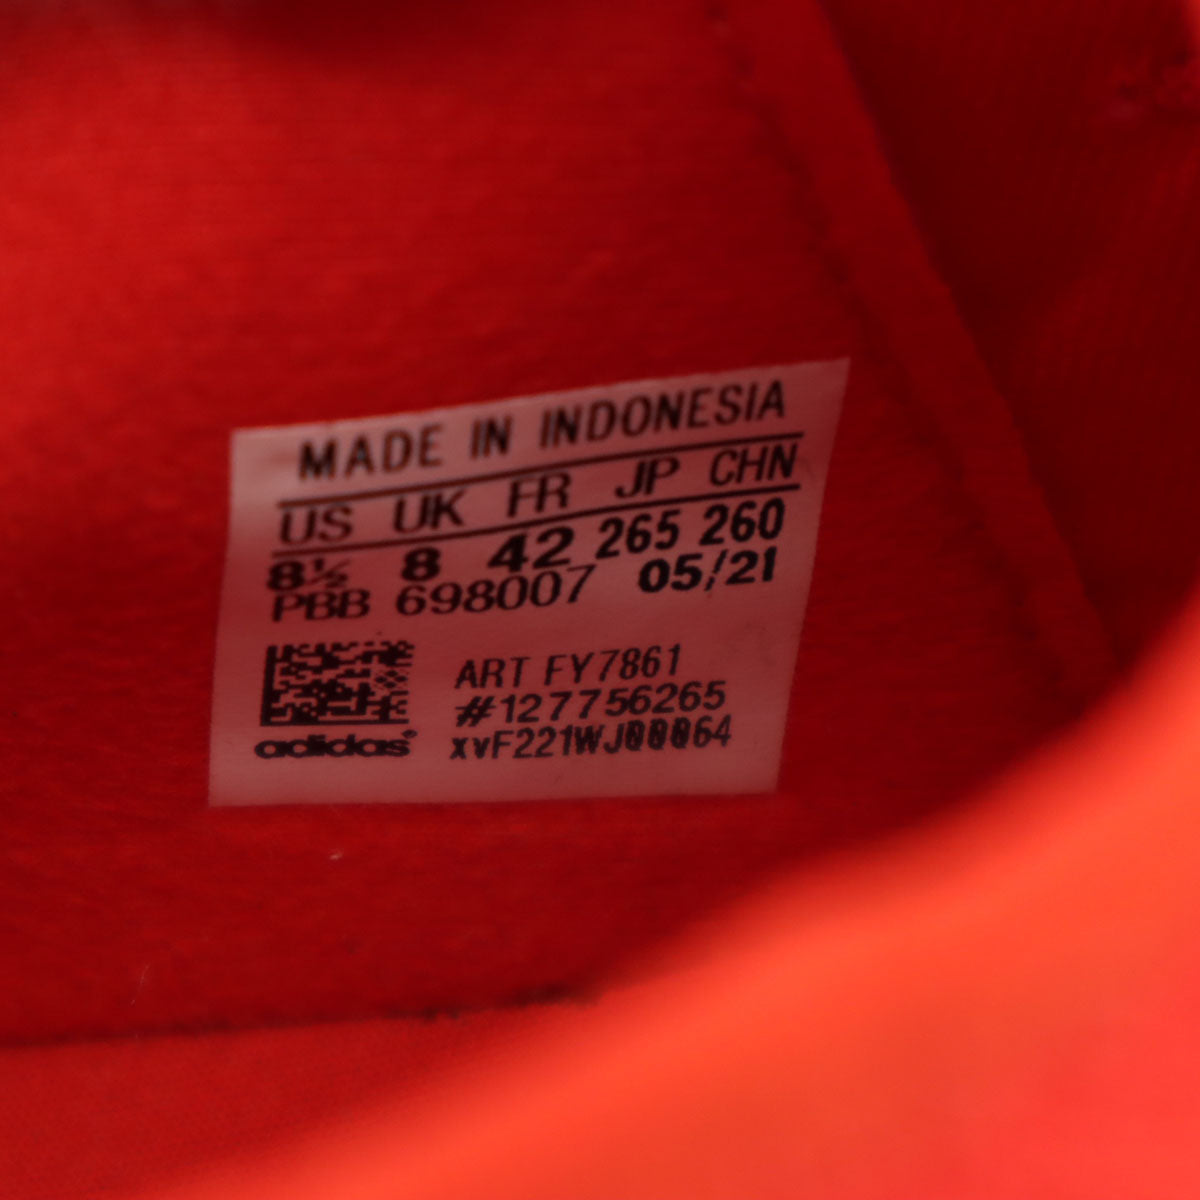 MADE IN INDONESIA
US UK FR JP CHN
8½ 8 42 265 260
PBB 698007 05/21
ART FY7861
#127756265
adidas® xvF221WJ00064